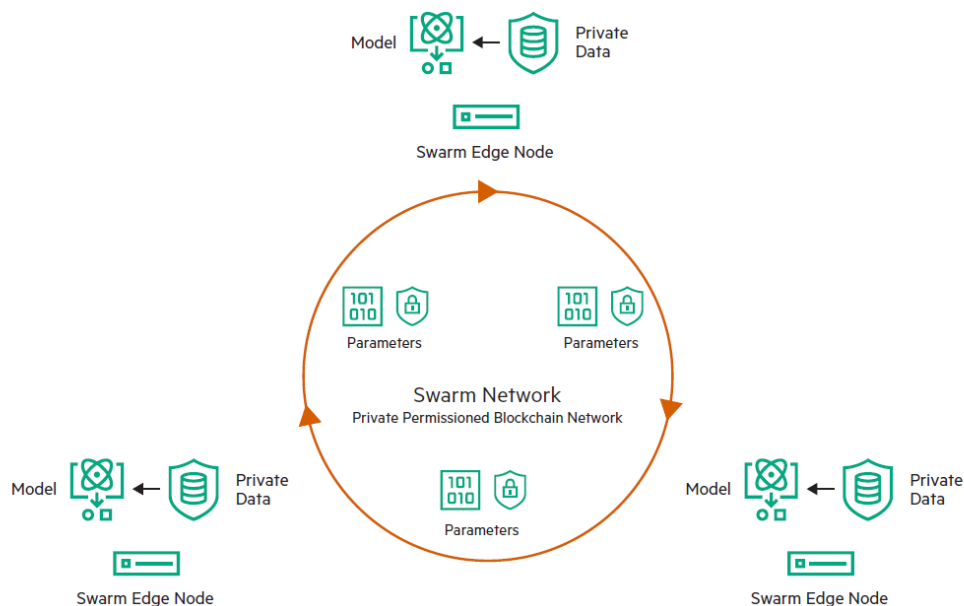 Model
Private
Data
Swarm Edge Node
101
010
Parameters
101
010
Parameters
Swarm Network
Private Permissioned Blockchain Network
101
010
Parameters
Model
Private
Data
Swarm Edge Node
Model
Private
Data
Swarm Edge Node